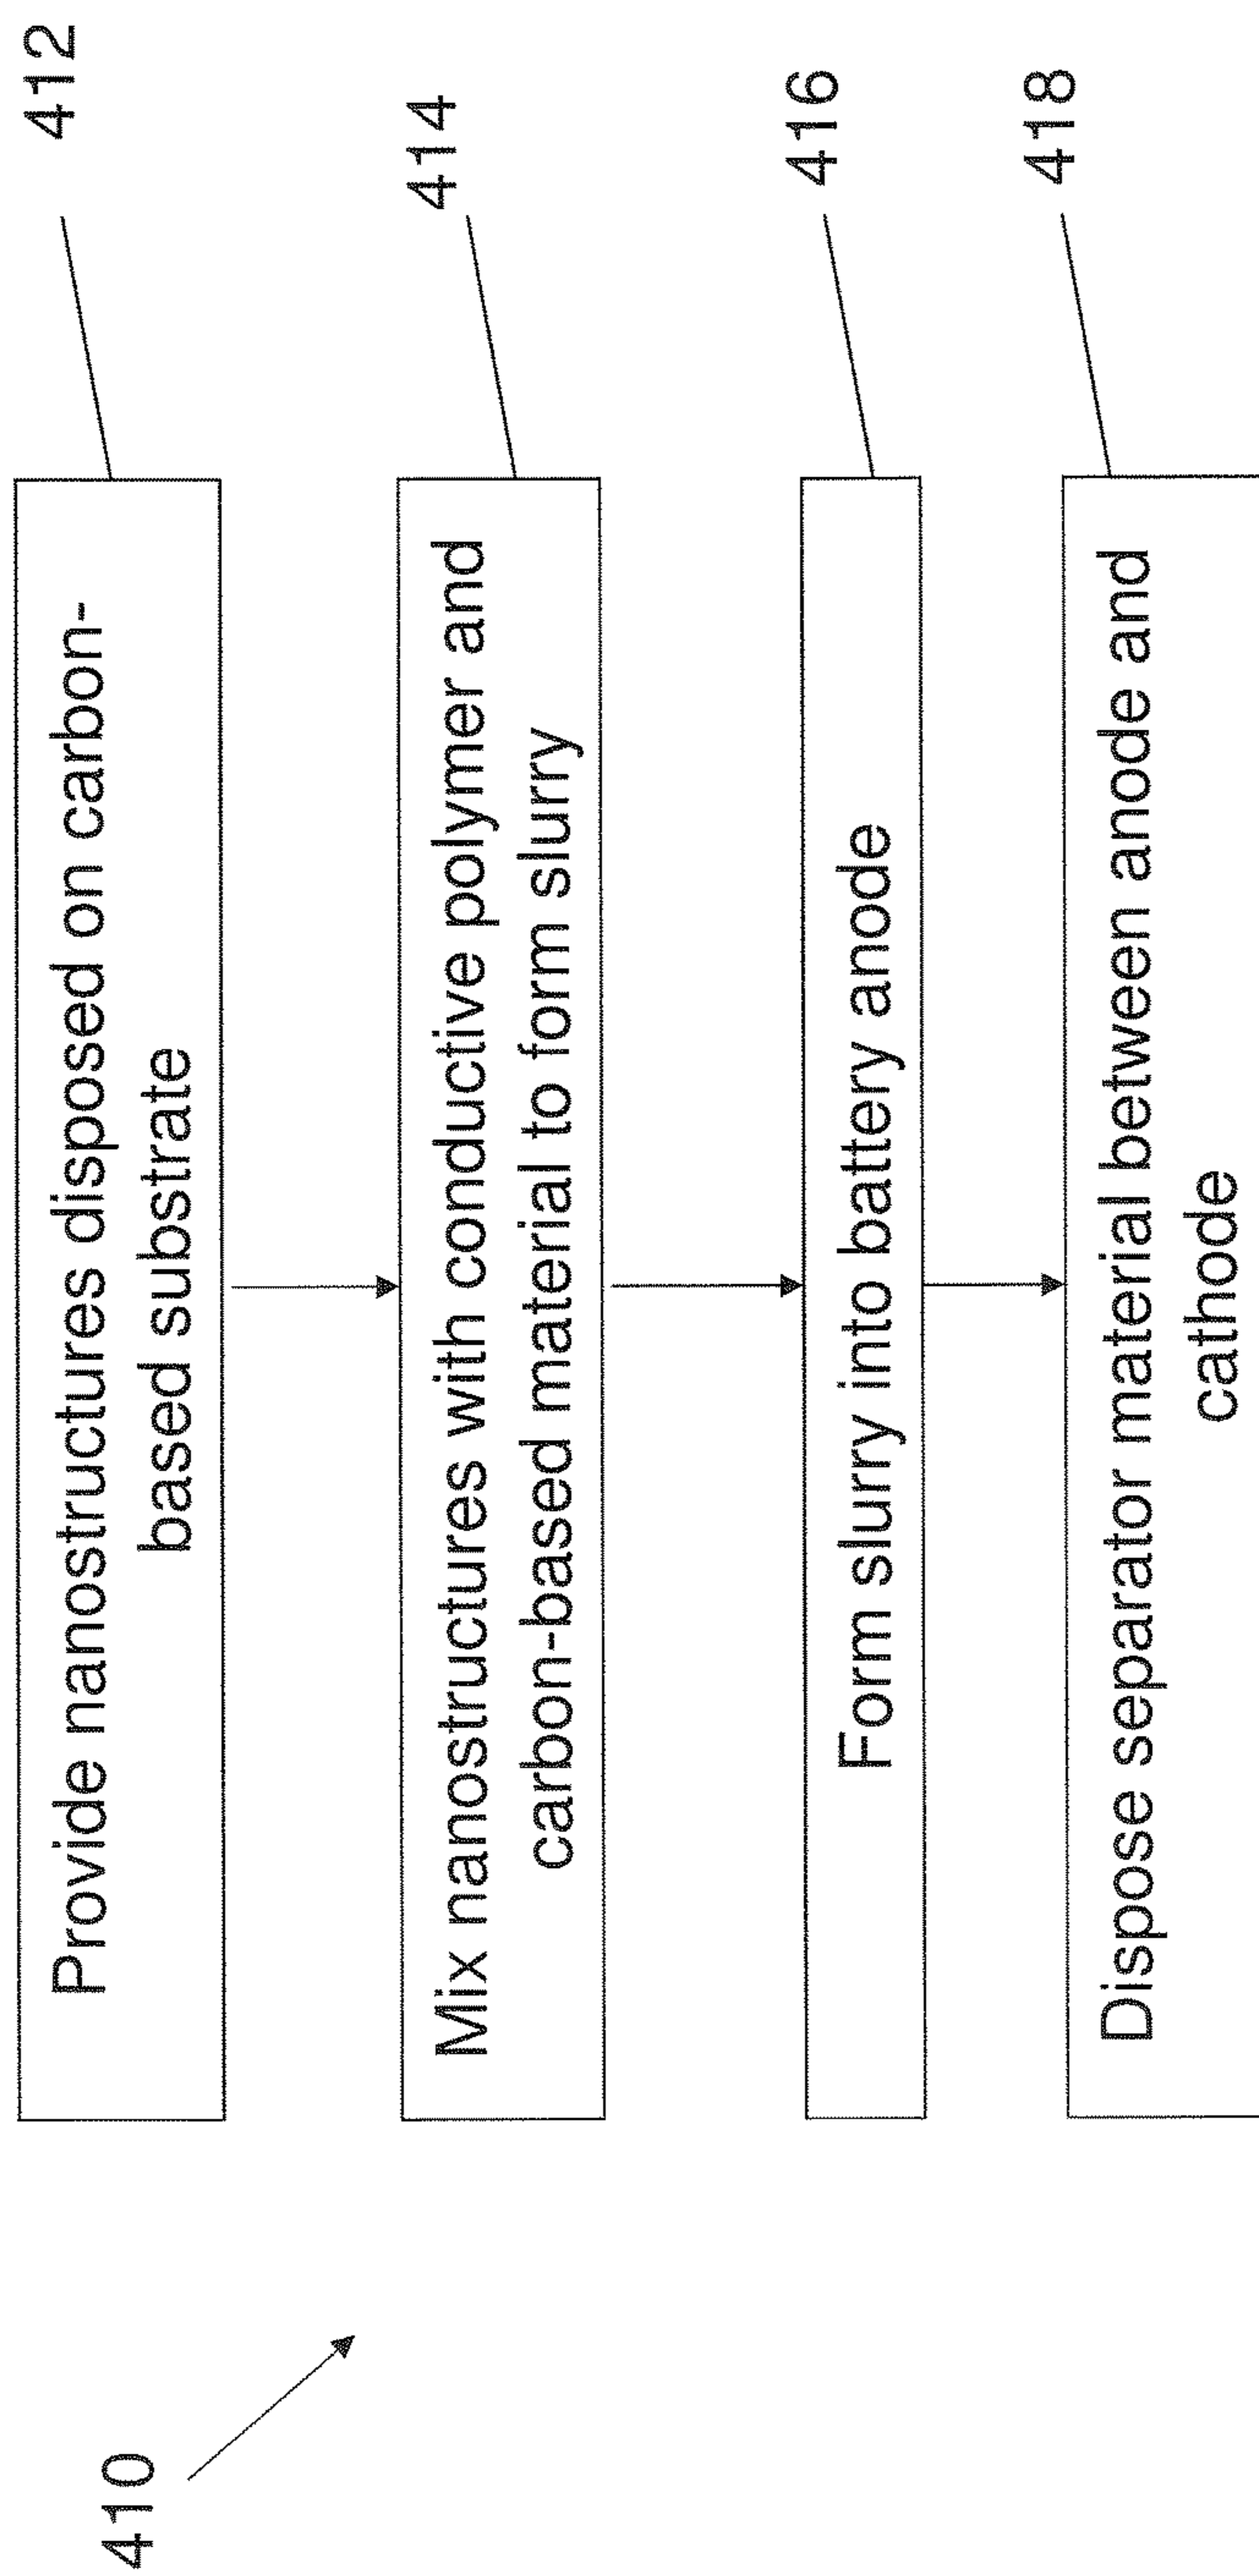 410
412
Provide nanostructures disposed on carbon-
based substrate
414
Mix nanostructures with conductive polymer and
carbon-based material to form slurry
416
Form slurry into battery anode
418
Dispose separator material between anode and
cathode